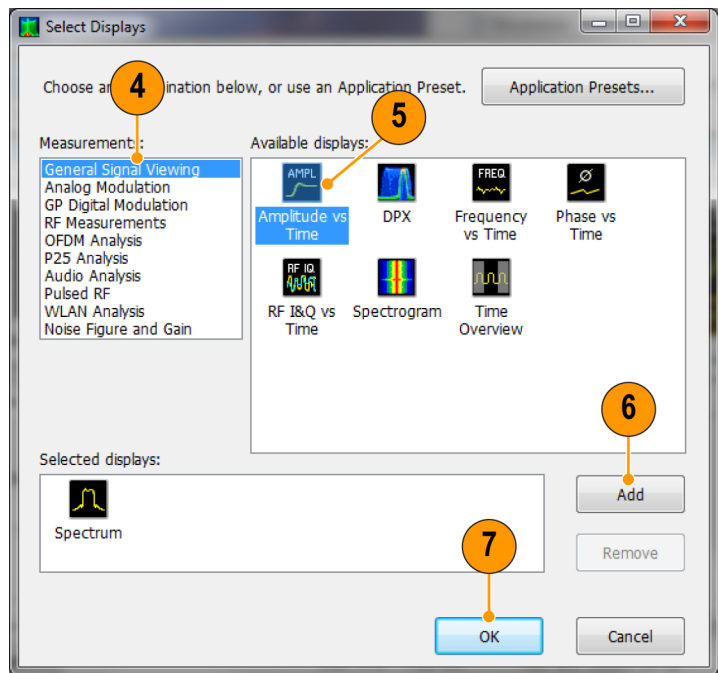 Select Displays
Choose an ination below, or use an Application Preset.
Application Presets...
4
5
Measurements:
Available displays:
General Signal Viewing
Analog Modulation
GP Digital Modulation
RF Measurements
OFDM Analysis
P25 Analysis
Audio Analysis
Pulsed RF
WLAN Analysis
Noise Figure and Gain
AMPL
Amplitude vs
Time
DPX
FREQ
Frequency
vs Time
Ø
Phase vs
Time
RF IQ
RF I&Q vs
Time
Spectrogram
Time
Overview
6
Selected displays:
Spectrum
Add
Remove
7
OK
Cancel